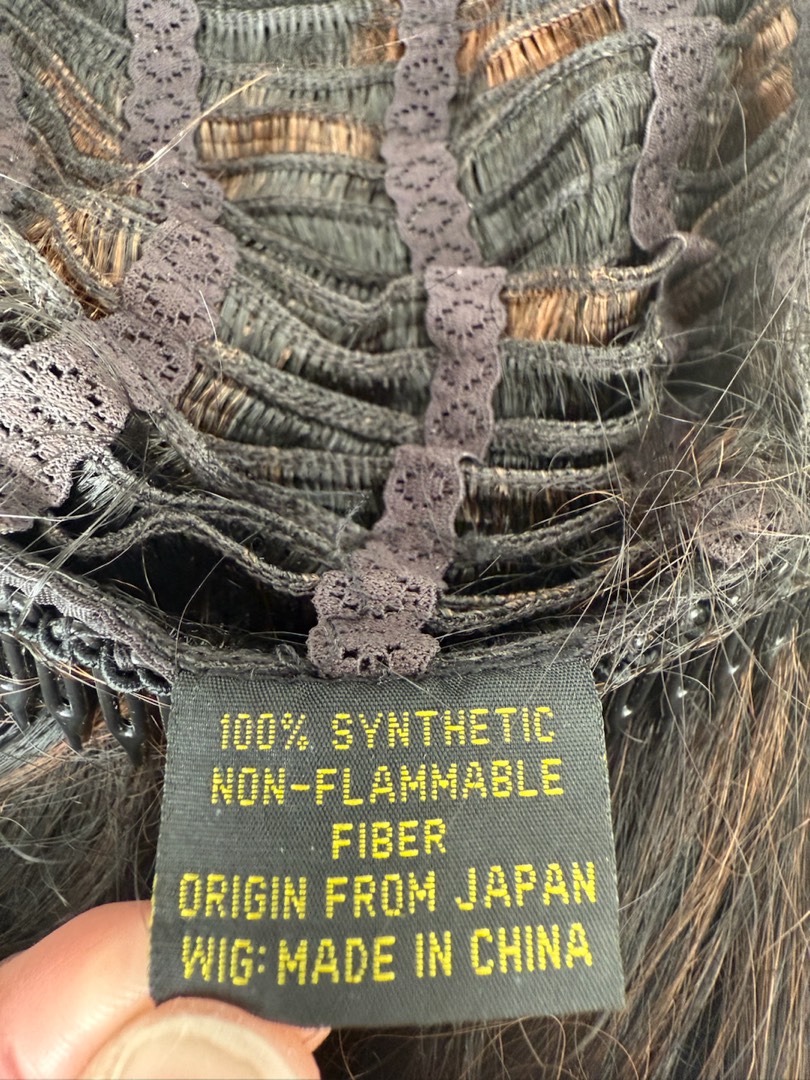 100% SYNTHETIC
NON-FLAMMABLE
FIBER
ORIGIN FROM JAPAN
WIG: MADE IN CHINA